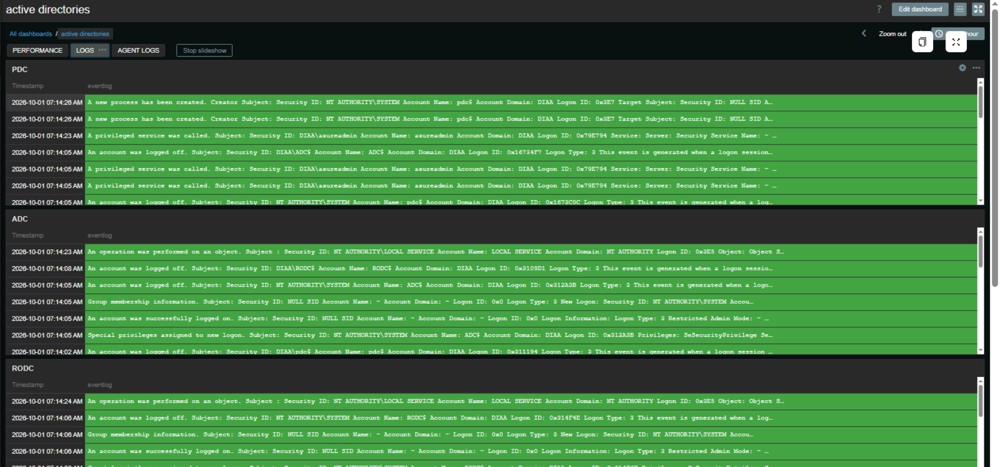 active directories
? Edit dashboard
All dashboards / active directories
Zoom out hour
PERFORMANCE LOGS ••• AGENT LOGS Stop slideshow
PDC
Timestamp eventlog
2026-10-01 07:14:26 AM A new process has been created. Creator Subject: Security ID: NT AUTHORITY\SYSTEM Account Name: pdc$ Account Domain: DIAA Logon ID: 0x3E7 Target Subject: Security ID: NULL SID A…
2026-10-01 07:14:26 AM A new process has been created. Creator Subject: Security ID: NT AUTHORITY\SYSTEM Account Name: pdc$ Account Domain: DIAA Logon ID: 0x3E7 Target Subject: Security ID: NULL SID A…
2026-10-01 07:14:23 AM A privileged service was called. Subject: Security ID: DIAA\azureadmin Account Name: azureadmin Account Domain: DIAA Logon ID: 0x79E794 Service: Server: Security Service Name: - …
2026-10-01 07:14:05 AM An account was logged off. Subject: Security ID: DIAA\ADC$ Account Name: ADC$ Account Domain: DIAA Logon ID: 0x16734F7 Logon Type: 3 This event is generated when a logon session…
2026-10-01 07:14:05 AM A privileged service was called. Subject: Security ID: DIAA\azureadmin Account Name: azureadmin Account Domain: DIAA Logon ID: 0x79E794 Service: Server: Security Service Name: - …
2026-10-01 07:14:05 AM A privileged service was called. Subject: Security ID: DIAA\azureadmin Account Name: azureadmin Account Domain: DIAA Logon ID: 0x79E794 Service: Server: Security Service Name: - …
2026-10-01 07:14:05 AM An account was logged off. Subject: Security ID: NT AUTHORITY\SYSTEM Account Name: pdc$ Account Domain: DIAA Logon ID: 0x1673C0C Logon Type: 3 This event is generated when a log…
ADC
Timestamp eventlog
2026-10-01 07:14:23 AM An operation was performed on an object. Subject : Security ID: NT AUTHORITY\LOCAL SERVICE Account Name: LOCAL SERVICE Account Domain: NT AUTHORITY Logon ID: 0x3E5 Object: Object S…
2026-10-01 07:14:08 AM An account was logged off. Subject: Security ID: DIAA\RODC$ Account Name: RODC$ Account Domain: DIAA Logon ID: 0x3109D1 Logon Type: 3 This event is generated when a logon sessio…
2026-10-01 07:14:05 AM An account was logged off. Subject: Security ID: NT AUTHORITY\SYSTEM Account Name: ADC$ Account Domain: DIAA Logon ID: 0x312A3B Logon Type: 3 This event is generated when a logo…
2026-10-01 07:14:05 AM Group membership information. Subject: Security ID: NULL SID Account Name: - Account Domain: - Logon ID: 0x0 Logon Type: 3 New Logon: Security ID: NT AUTHORITY\SYSTEM Accou…
2026-10-01 07:14:05 AM An account was successfully logged on. Subject: Security ID: NULL SID Account Name: - Account Domain: - Logon ID: 0x0 Logon Information: Logon Type: 3 Restricted Admin Mode: - …
2026-10-01 07:14:05 AM Special privileges assigned to new logon. Subject: Security ID: NT AUTHORITY\SYSTEM Account Name: ADC$ Account Domain: DIAA Logon ID: 0x312A3B Privileges: SeSecurityPrivilege Se…
2026-10-01 07:14:02 AM An account was logged off. Subject: Security ID: DIAA\pdc$ Account Name: pdc$ Account Domain: DIAA Logon ID: 0x311194 Logon Type: 3 This event is generated when a logon session …
RODC
Timestamp eventlog
2026-10-01 07:14:24 AM An operation was performed on an object. Subject : Security ID: NT AUTHORITY\LOCAL SERVICE Account Name: LOCAL SERVICE Account Domain: NT AUTHORITY Logon ID: 0x3E5 Object: Object S…
2026-10-01 07:14:06 AM An account was logged off. Subject: Security ID: NT AUTHORITY\SYSTEM Account Name: RODC$ Account Domain: DIAA Logon ID: 0x314F4E Logon Type: 3 This event is generated when a log…
2026-10-01 07:14:06 AM Group membership information. Subject: Security ID: NULL SID Account Name: - Account Domain: - Logon ID: 0x0 Logon Type: 3 New Logon: Security ID: NT AUTHORITY\SYSTEM Accou…
2026-10-01 07:14:06 AM An account was successfully logged on. Subject: Security ID: NULL SID Account Name: - Account Domain: - Logon ID: 0x0 Logon Information: Logon Type: 3 Restricted Admin Mode: - …